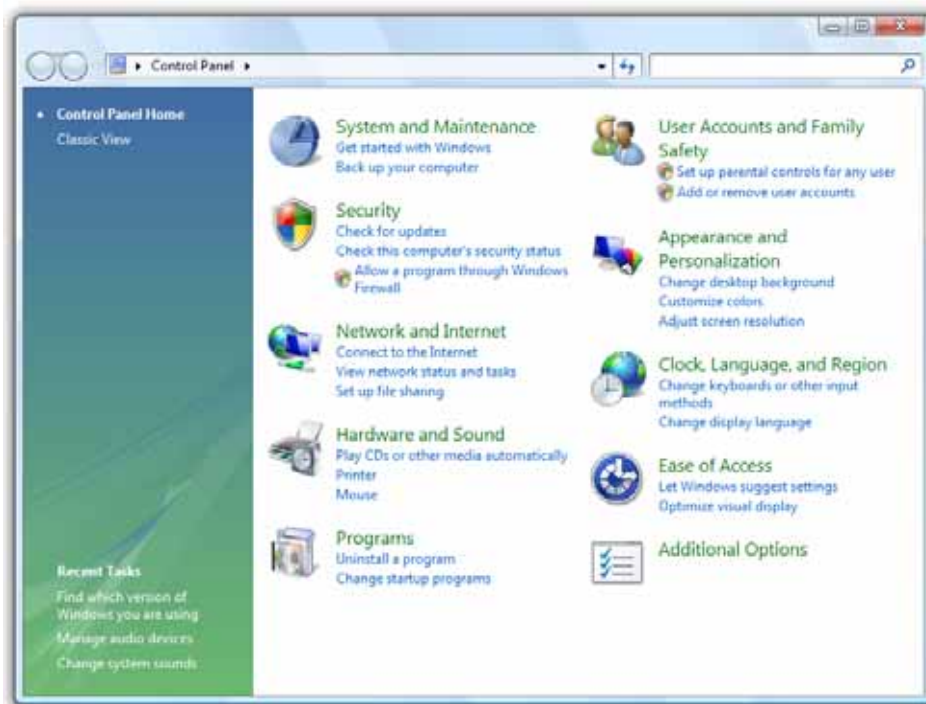 Control Panel
Control Panel Home
Classic View
System and Maintenance
Get started with Windows
Back up your computer
Security
Check for updates
Check this computer's security status
Allow a program through Windows
Firewall
Network and Internet
Connect to the Internet
View network status and tasks
Set up file sharing
Hardware and Sound
Play CDs or other media automatically
Printer
Mouse
Programs
Uninstall a program
Change startup programs
User Accounts and Family
Safety
Set up parental controls for any user
Add or remove user accounts
Appearance and
Personalization
Change desktop background
Customize colors
Adjust screen resolution
Clock, Language, and Region
Change keyboards or other input
methods
Change display language
Ease of Access
Let Windows suggest settings
Optimize visual display
Additional Options
Recent Tasks
Find which version of
Windows you are using
Manage audio devices
Change system sounds